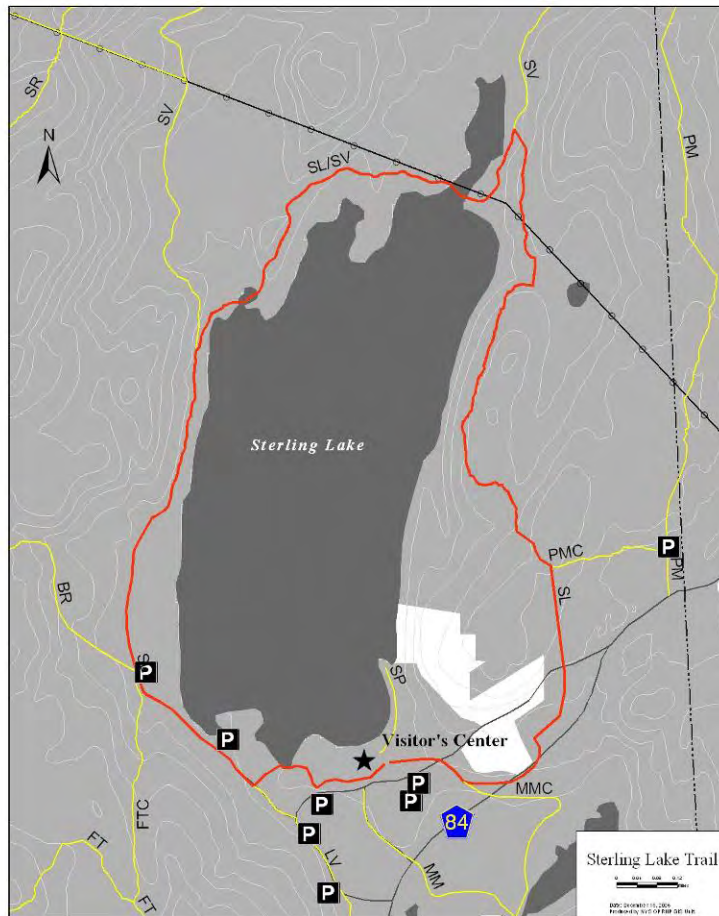 SV
SR
SV
PM
N
SL/SV
Sterling Lake
PMC
P
PM
SL
BR
P
SP
P
Visitor's Center
MMC
P
P
P
84
P
FTC
FT
LV
MM
P
FT
Sterling Lake Trail